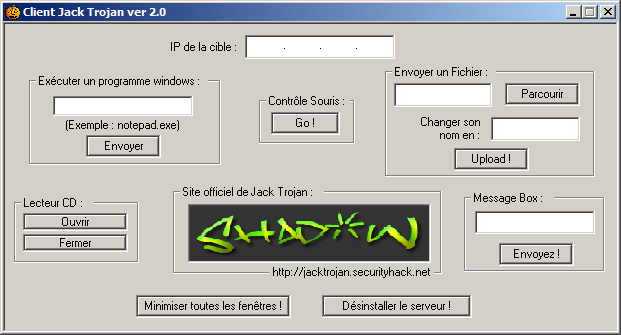 Client Jack Trojan ver 2.0
IP de la cible :
. . .
Exécuter un programme windows :
(Exemple : notepad.exe)
Envoyer
Contrôle Souris :
Go !
Envoyer un Fichier :
Parcourir
Changer son
nom en :
Upload !
Lecteur CD :
Ouvrir
Fermer
Site officiel de Jack Trojan :
SHADOW
http://jacktrojan.securityhack.net
Message Box :
Envoyez !
Minimiser toutes les fenêtres !
Désinstaller le serveur !